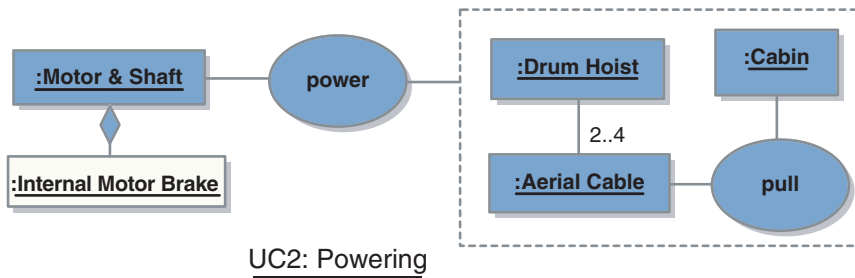 :Motor & Shaft
power
:Drum Hoist
:Cabin
2..4
:Internal Motor Brake
:Aerial Cable
pull
UC2: Powering